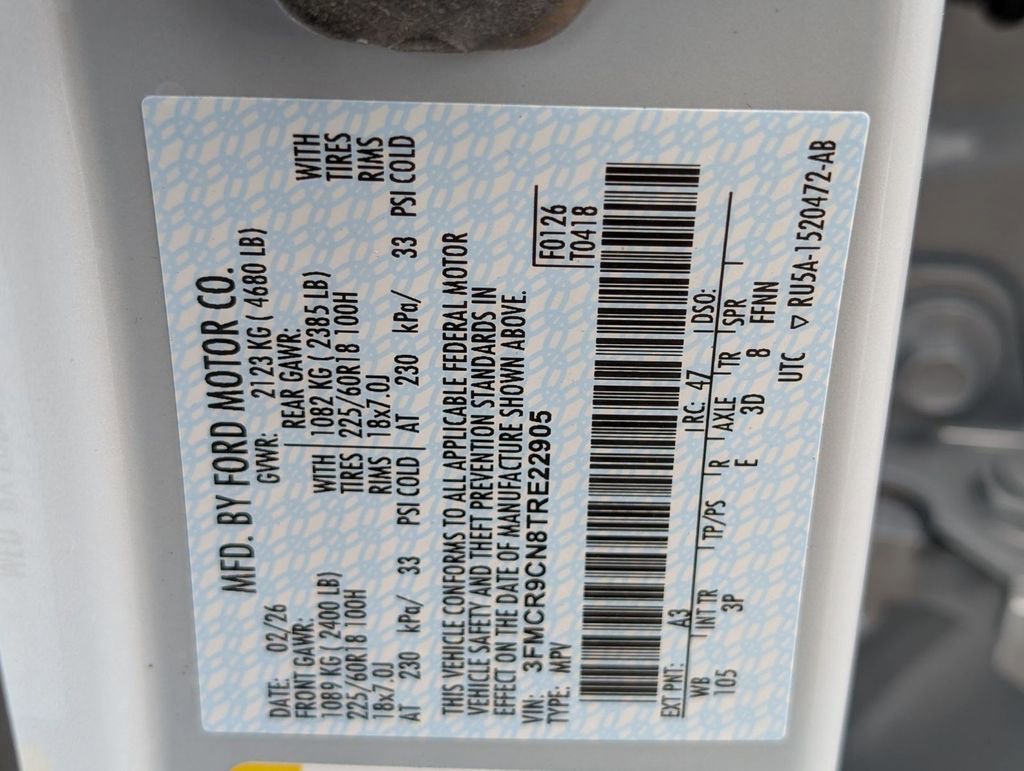 MFD. BY FORD MOTOR CO.
DATE: 02/26 GVWR: 2123 KG ( 4680 LB)
FRONT GAWR: REAR GAWR:
1089 KG ( 2400 LB) WITH 1082 KG ( 2385 LB) WITH
225/60R18 100H TIRES 225/60R18 100H TIRES
18x7.0J RIMS 18x7.0J RIMS
AT 230 kPa/ 33 PSI COLD AT 230 kPa/ 33 PSI COLD
THIS VEHICLE CONFORMS TO ALL APPLICABLE FEDERAL MOTOR
VEHICLE SAFETY AND THEFT PREVENTION STANDARDS IN
EFFECT ON THE DATE OF MANUFACTURE SHOWN ABOVE.
VIN: 3FMCR9CN8TRE22905 F0126
TYPE: MPV T0418
EXT PNT: A3 RC: 47 DSO:
WB INT TR TP/PS R AXLE TR SPR
105 3P E 3D 8 FFNN
UTC ▽ RU5A-1520472-AB